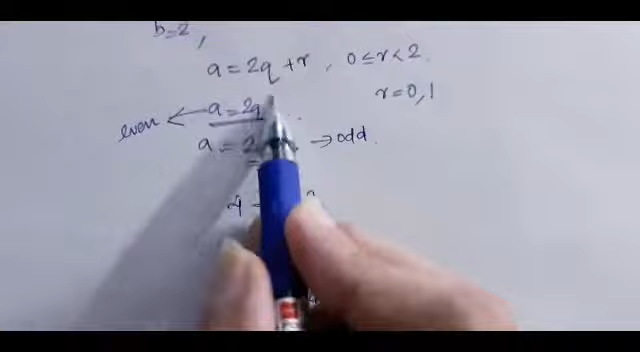 b=2,
a = 2q + r , 0 ≤ r < 2.
r = 0, 1
even ← a = 2q
a = 2 → odd.